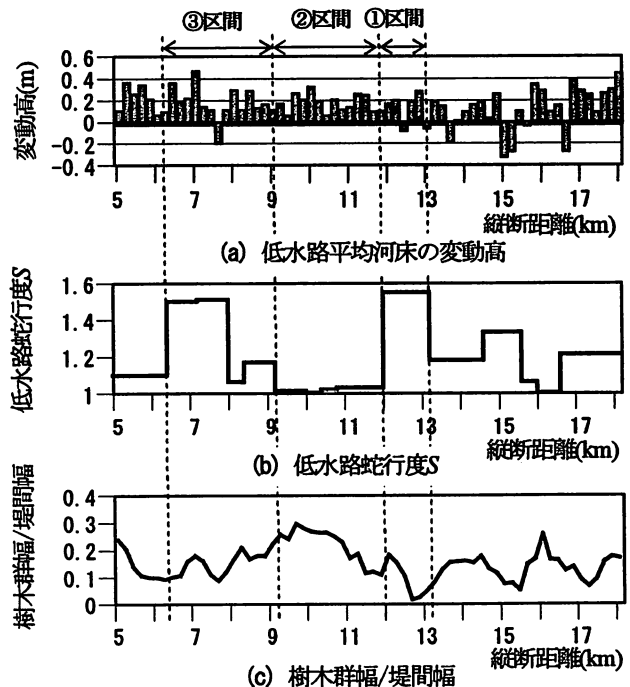 ③区間 ②区間 ①区間
変動高(m)
0.6
0.4
0.2
0
-0.2
-0.4
5 7 9 11 13 15 17
縦断距離(km)
(a) 低水路平均河床の変動高
低水路蛇行度S
1.6
1.4
1.2
1
5 7 9 11 13 15 17
縦断距離(km)
(b) 低水路蛇行度S
樹木群幅/堤間幅
0.4
0.3
0.2
0.1
0
5 7 9 11 13 15 17
縦断距離(km)
(c) 樹木群幅/堤間幅